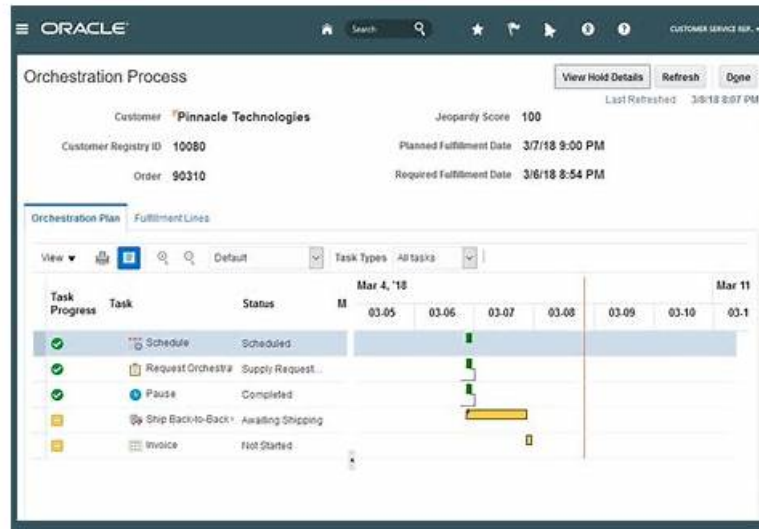 ORACLE
Search
CUSTOMER SERVICE REP..
Orchestration Process
View Hold Details Refresh Done
Last Refreshed 3/8/18 8:07 PM
Customer Pinnacle Technologies
Jeopardy Score 100
Customer Registry ID 10080
Planned Fulfillment Date 3/7/18 9:00 PM
Order 90310
Required Fulfillment Date 3/6/18 8:54 PM
Orchestration Plan Fulfillment Lines
View Default Task Types All tasks
Mar 4, '18 Mar 11
Task Progress Task Status M
03-05 03-06 03-07 03-08 03-09 03-10 03-1
Schedule Scheduled
Request Orchestra Supply Request...
Pause Completed
Ship Back-to-Back Awaiting Shipping
Invoice Not Started